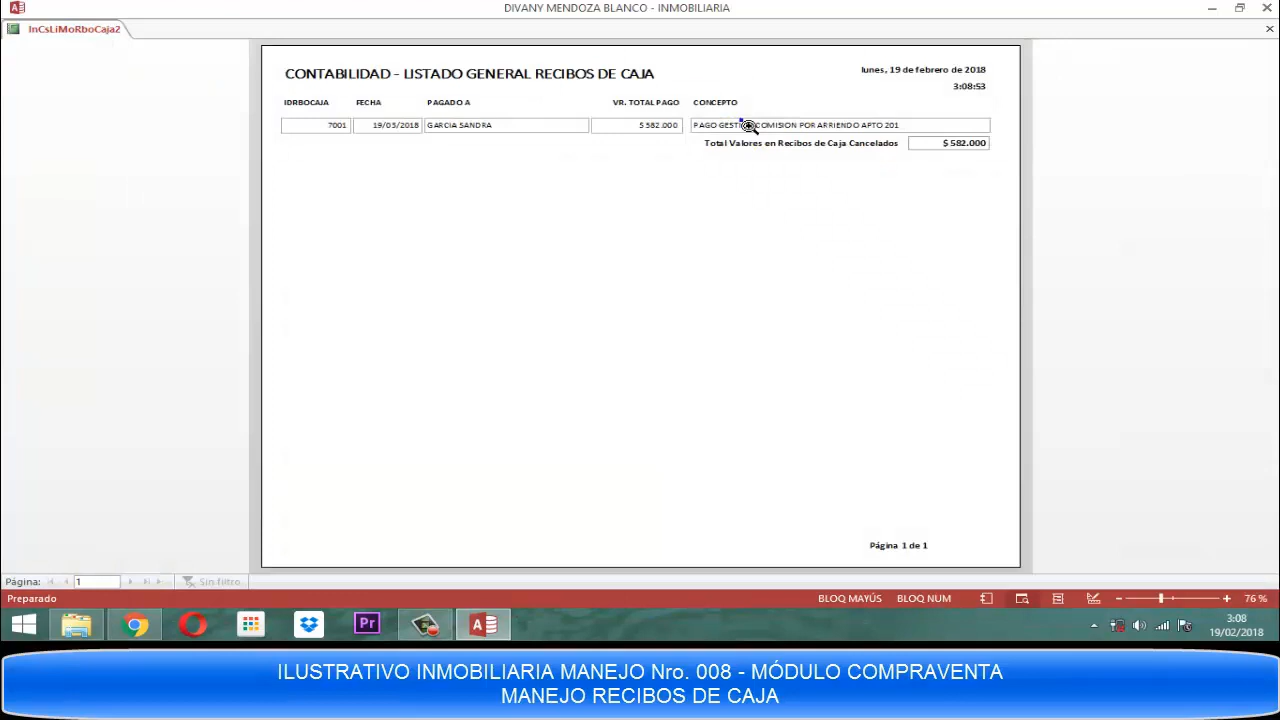 DIVANY MENDOZA BLANCO - INMOBILIARIA
InCsLiMoRboCaja2
CONTABILIDAD - LISTADO GENERAL RECIBOS DE CAJA
lunes, 19 de febrero de 2018
3:08:53
IDRBOCAJA FECHA PAGADO A VR. TOTAL PAGO CONCEPTO
7001 19/03/2018 GARCIA SANDRA $ 582.000 PAGO COMISION POR ARRIENDO APTO 201
Total Valores en Recibos de Caja Cancelados $ 582.000
Página 1 de 1
Página: 1 Sin filtro
Preparado BLOQ MAYÚS BLOQ NUM 76 %
Pr
3:08
19/02/2018
ILUSTRATIVO INMOBILIARIA MANEJO Nro. 008 - MÓDULO COMPRAVENTA
MANEJO RECIBOS DE CAJA